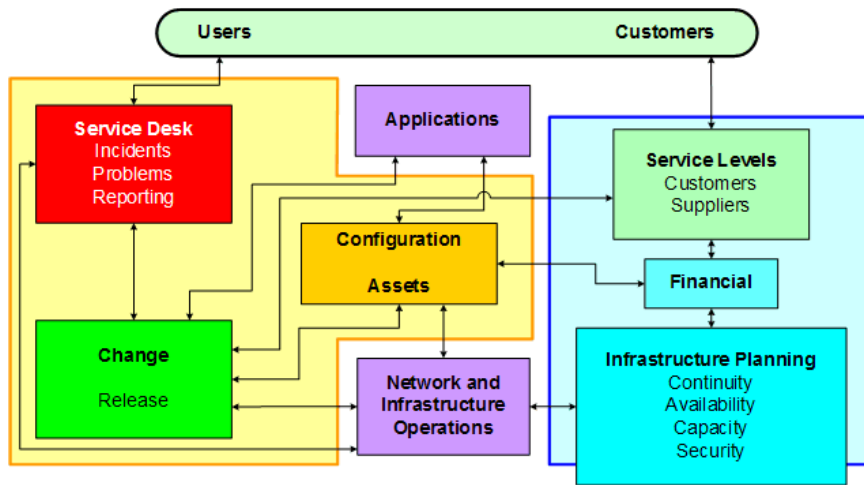 Users
Customers
Service Desk
Incidents
Problems
Reporting
Applications
Service Levels
Customers
Suppliers
Configuration
Assets
Financial
Change
Release
Network and
Infrastructure
Operations
Infrastructure Planning
Continuity
Availability
Capacity
Security